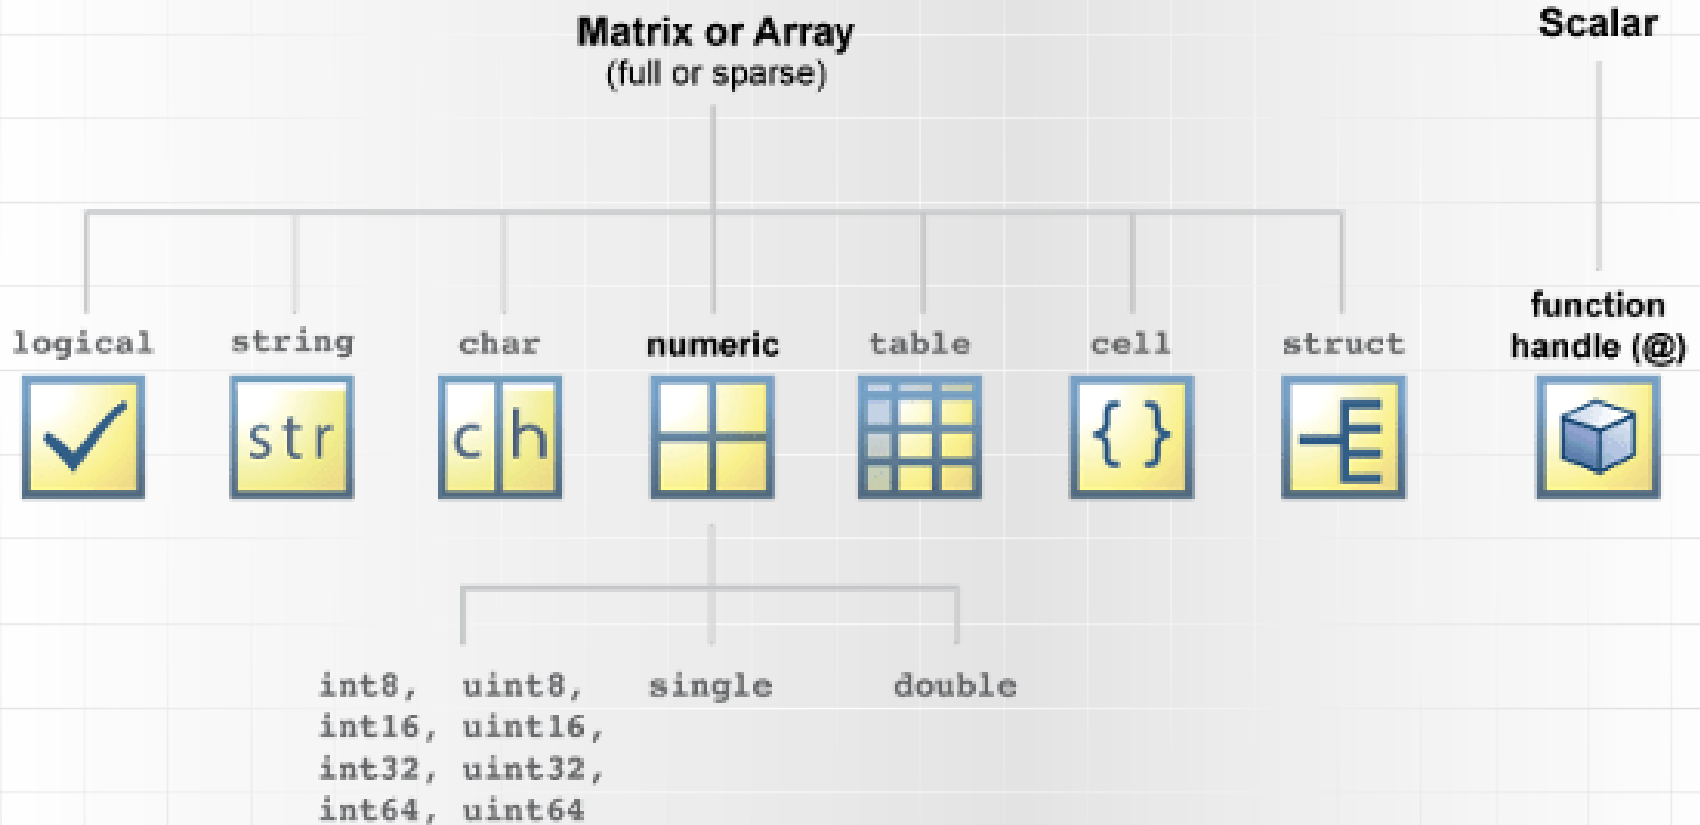 Matrix or Array
(full or sparse)
Scalar
logical
string
char
numeric
table
cell
struct
function
handle (@)
str
ch
{ }
int8, uint8,
int16, uint16,
int32, uint32,
int64, uint64
single
double